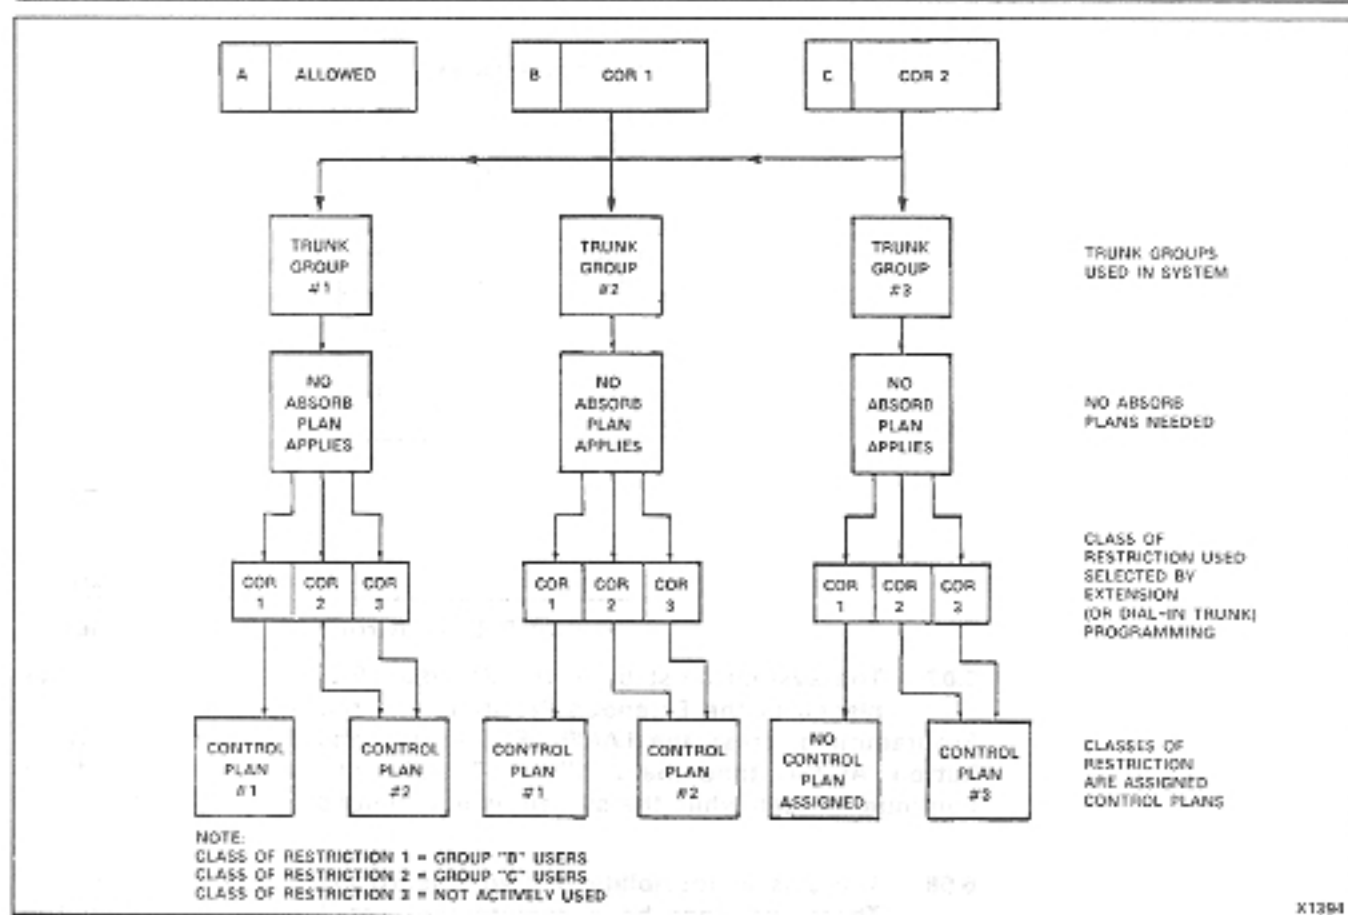 A ALLOWED
B COR 1
C COR 2
TRUNK
GROUP
#1
TRUNK
GROUP
#2
TRUNK
GROUP
#3
TRUNK GROUPS
USED IN SYSTEM
NO
ABSORB
PLAN
APPLIES
NO
ABSORB
PLAN
APPLIES
NO
ABSORB
PLAN
APPLIES
NO ABSORB
PLANS NEEDED
COR
1
COR
2
COR
3
COR
1
COR
2
COR
3
COR
1
COR
2
COR
3
CLASS OF
RESTRICTION USED
SELECTED BY
EXTENSION
(OR DIAL-IN TRUNK)
PROGRAMMING
CONTROL
PLAN
#1
CONTROL
PLAN
#2
CONTROL
PLAN
#1
CONTROL
PLAN
#2
NO
CONTROL
PLAN
ASSIGNED
CONTROL
PLAN
#3
CLASSES OF
RESTRICTION
ARE ASSIGNED
CONTROL PLANS
NOTE:
CLASS OF RESTRICTION 1 = GROUP "B" USERS
CLASS OF RESTRICTION 2 = GROUP "C" USERS
CLASS OF RESTRICTION 3 = NOT ACTIVELY USED
X1394